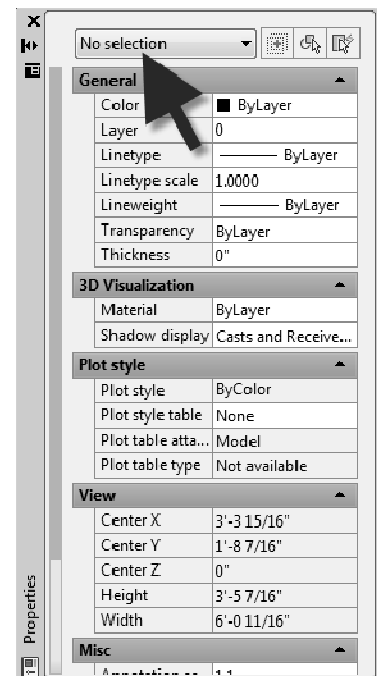 No selection
General
Color ByLayer
Layer 0
Linetype ByLayer
Linetype scale 1.0000
Lineweight ByLayer
Transparency ByLayer
Thickness 0"
3D Visualization
Material ByLayer
Shadow display Casts and Receive...
Plot style
Plot style ByColor
Plot style table None
Plot table atta... Model
Plot table type Not available
View
Center X 3'-3 15/16"
Center Y 1'-8 7/16"
Center Z 0"
Height 3'-5 7/16"
Width 6'-0 11/16"
Misc
Properties